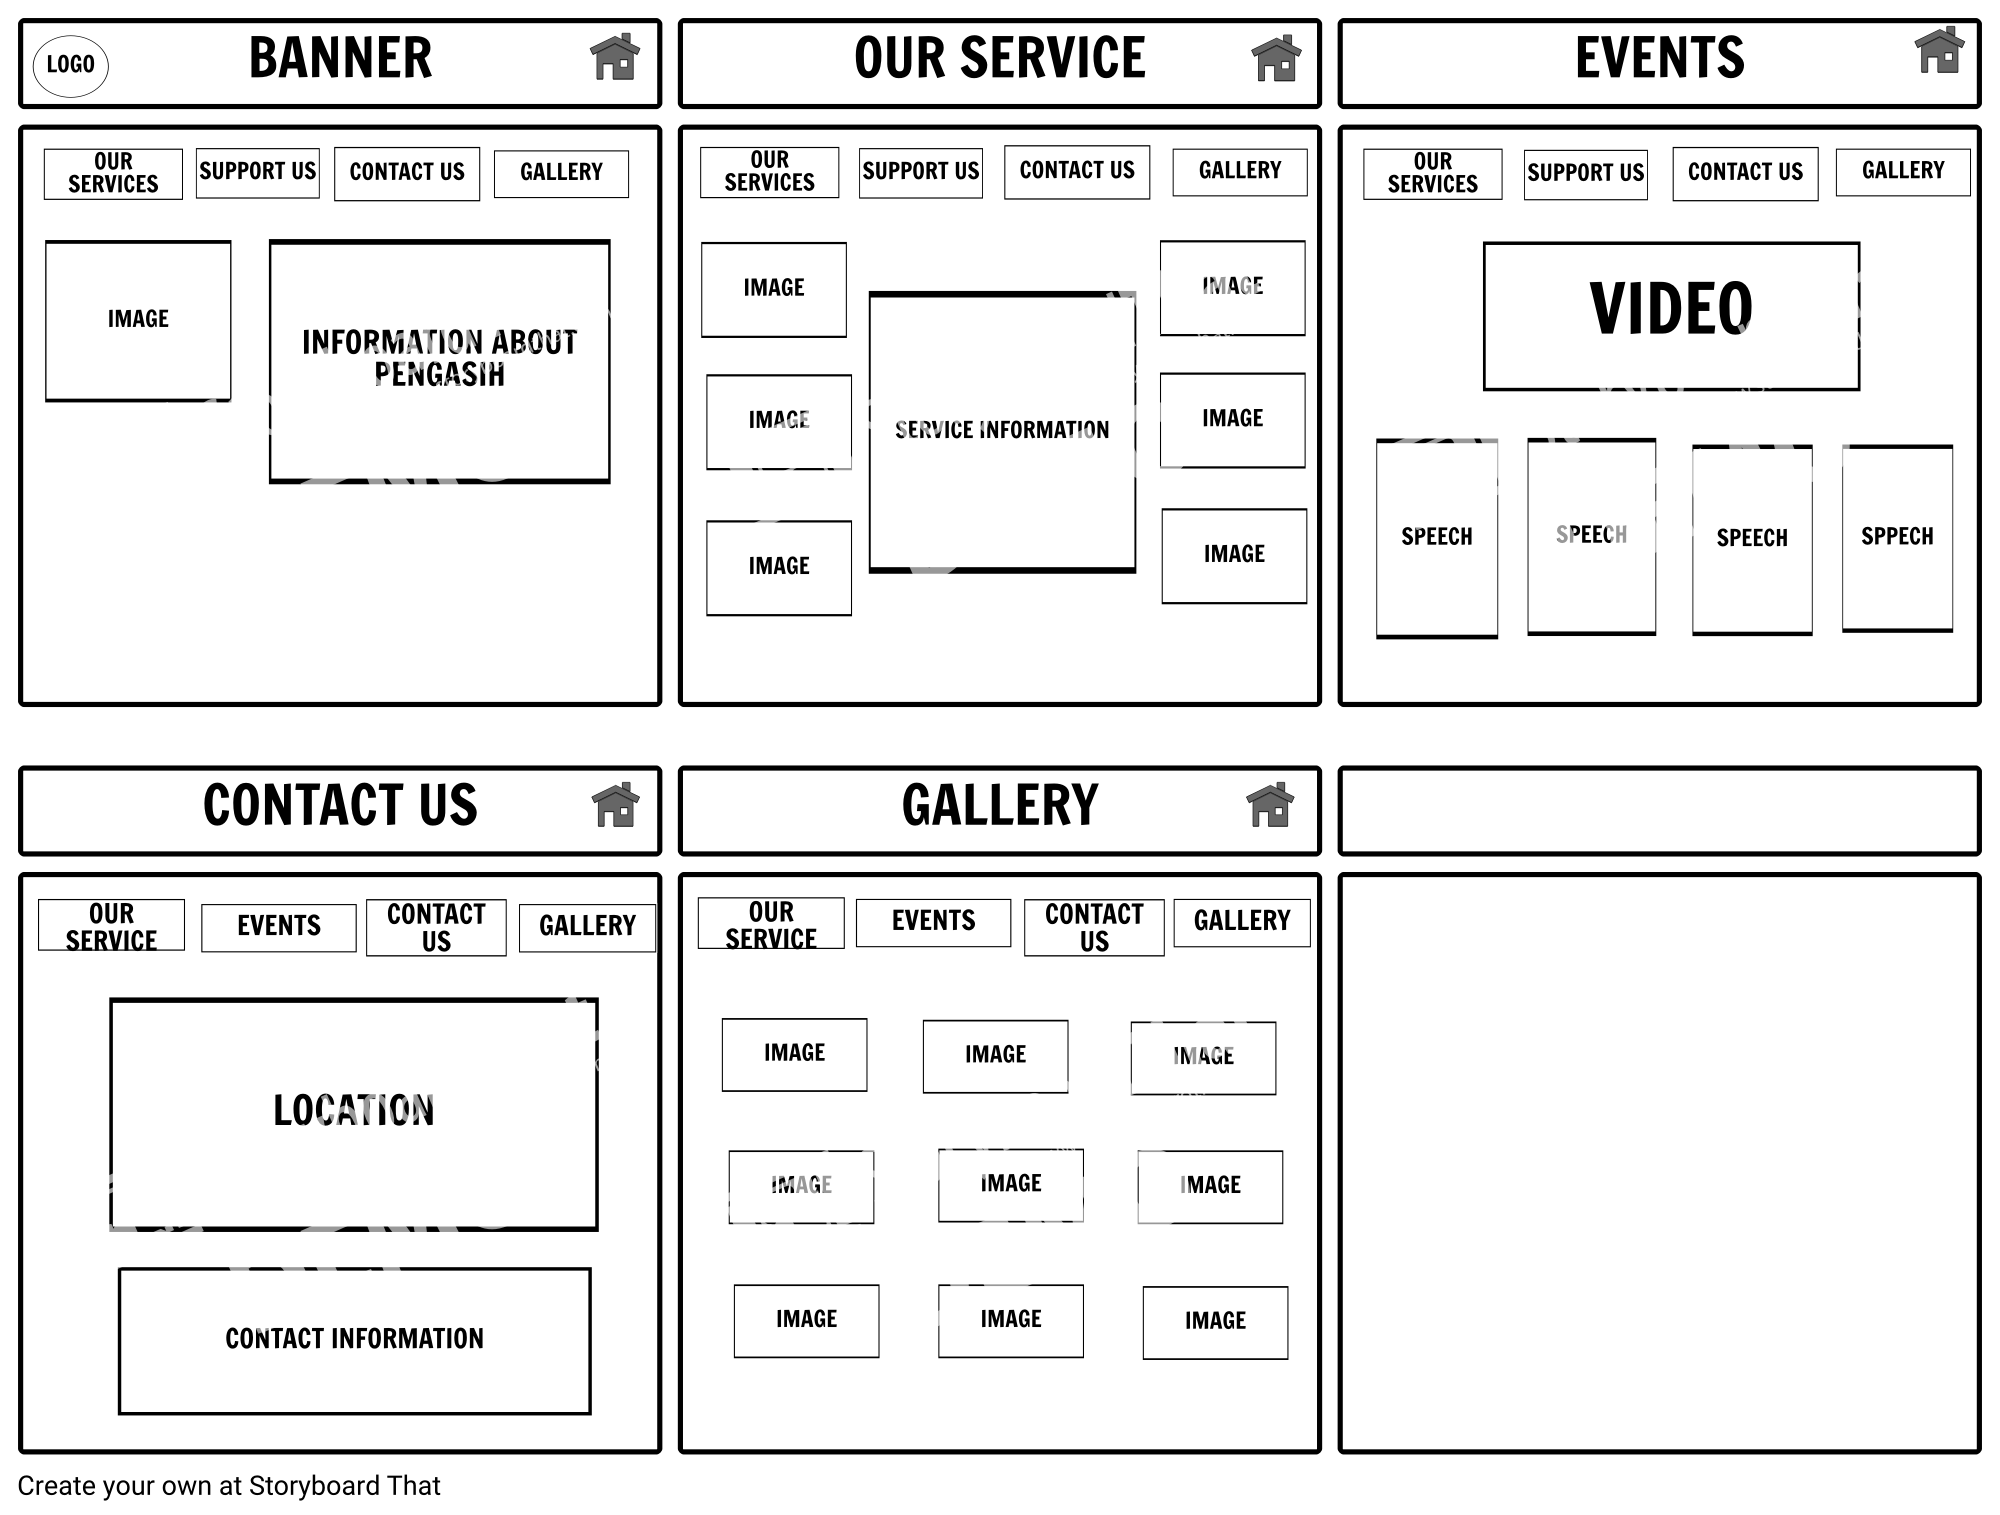 LOGO
BANNER
OUR SERVICE
EVENTS
OUR
SERVICES
SUPPORT US
CONTACT US
GALLERY
IMAGE
INFORMATION ABOUT
PENGASIH
OUR
SERVICES
SUPPORT US
CONTACT US
GALLERY
IMAGE
IMAGE
IMAGE
SERVICE INFORMATION
IMAGE
IMAGE
IMAGE
OUR
SERVICES
SUPPORT US
CONTACT US
GALLERY
VIDEO
SPEECH
SPEECH
SPEECH
SPPECH
CONTACT US
GALLERY
OUR
SERVICE
EVENTS
CONTACT
US
GALLERY
LOCATION
CONTACT INFORMATION
OUR
SERVICE
EVENTS
CONTACT
US
GALLERY
IMAGE
IMAGE
IMAGE
IMAGE
IMAGE
IMAGE
IMAGE
IMAGE
IMAGE
Create your own at Storyboard That